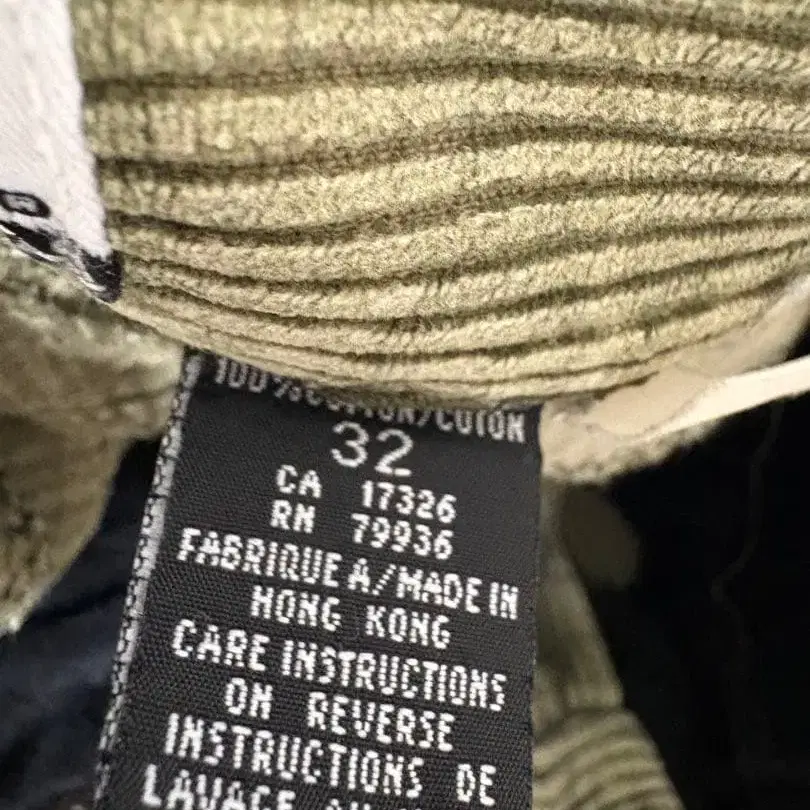 100% COTTON/COTON
32
CA 17326
RN 79936
FABRIQUE A/MADE IN
HONG KONG
CARE INSTRUCTIONS
ON REVERSE
INSTRUCTIONS DE
LAVAGE